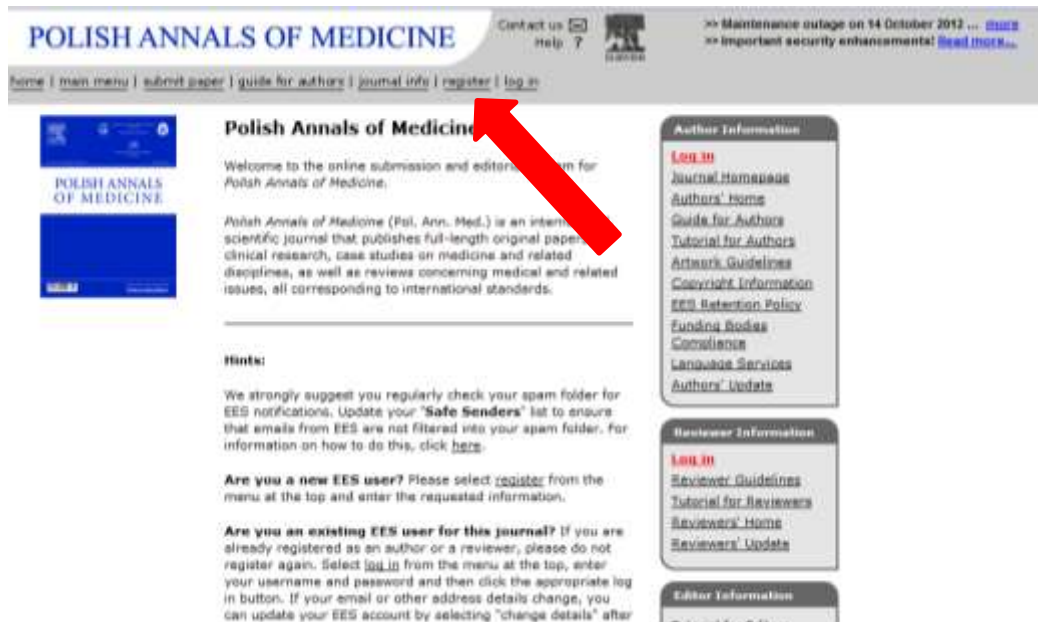 POLISH ANNALS OF MEDICINE
Contact us
Help ?
ELSEVIER
>> Maintenance outage on 14 October 2012 ... more
>> Important security enhancements! Read more...
home | main menu | submit paper | guide for authors | journal info | register | log in
POLISH ANNALS
OF MEDICINE
Polish Annals of Medicine
Welcome to the online submission and editorial for
Polish Annals of Medicine.
Polish Annals of Medicine (Pol. Ann. Med.) is an
scientific journal that publishes full-length original papers
clinical research, case studies on medicine and related
disciplines, as well as reviews concerning medical and related
issues, all corresponding to international standards.
Hints:
We strongly suggest you regularly check your spam folder for
EES notifications. Update your 'Safe Senders' list to ensure
that emails from EES are not filtered into your spam folder. For
information on how to do this, click here.
Are you a new EES user? Please select register from the
menu at the top and enter the requested information.
Are you an existing EES user for this journal? If you are
already registered as an author or a reviewer, please do not
register again. Select log in from the menu at the top, enter
your username and password and then click the appropriate log
in button. If your email or other address details change, you
can update your EES account by selecting "change details" after
Author Information
Log in
Journal Homepage
Authors' Home
Guide for Authors
Tutorial for Authors
Artwork Guidelines
Copyright Information
EES Retention Policy
Funding Bodies
Compliance
Language Services
Authors' Update
Reviewer Information
Log in
Reviewer Guidelines
Tutorial for Reviewers
Reviewers' Home
Reviewers' Update
Editor Information